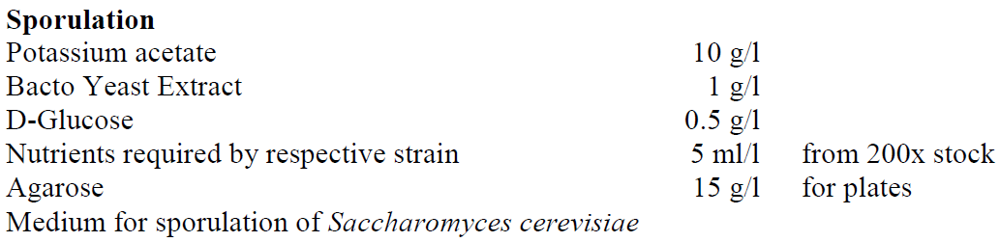 Sporulation
Potassium acetate 10 g/l
Bacto Yeast Extract 1 g/l
D-Glucose 0.5 g/l
Nutrients required by respective strain 5 ml/l from 200x stock
Agarose 15 g/l for plates
Medium for sporulation of Saccharomyces cerevisiae